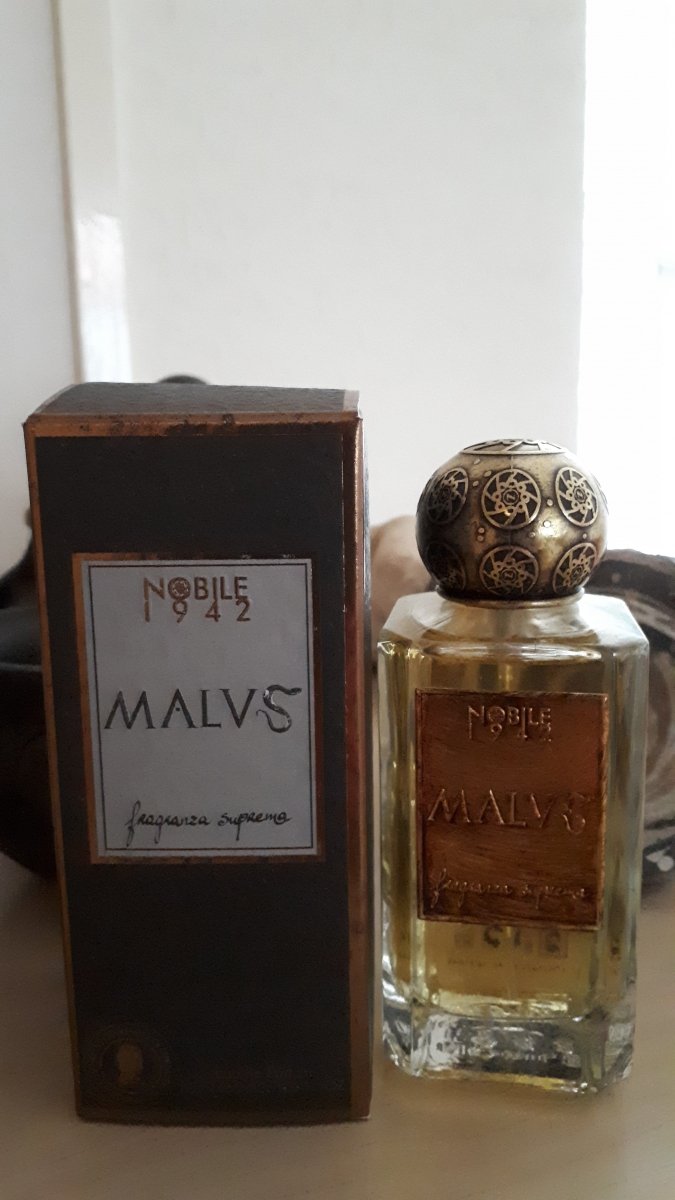 NOBILE
1942
MALVS
fragranza suprema
NOBILE
1942
MALVS
fragranza suprema